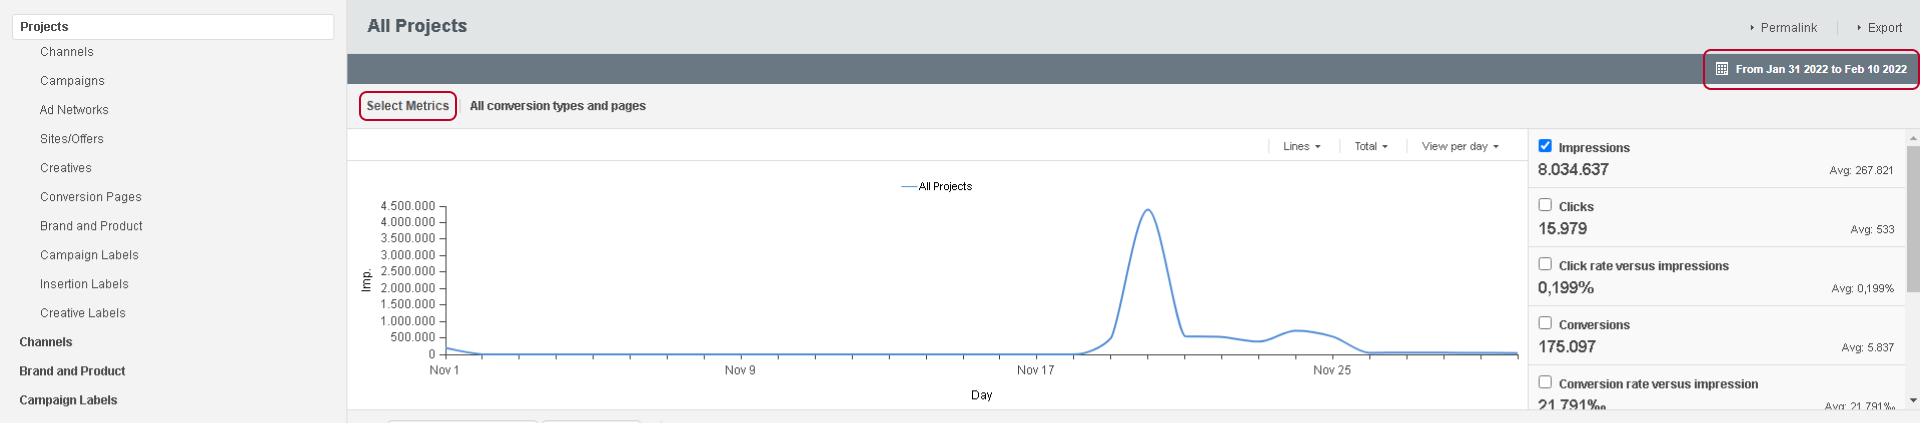 Projects
Channels
Campaigns
Ad Networks
Sites/Offers
Creatives
Conversion Pages
Brand and Product
Campaign Labels
Insertion Labels
Creative Labels
Channels
Brand and Product
Campaign Labels
All Projects
Permalink
Export
From Jan 31 2022 to Feb 10 2022
Select Metrics
All conversion types and pages
Lines
Total
View per day
All Projects
4.500.000
4.000.000
3.500.000
3.000.000
2.500.000
2.000.000
1.500.000
1.000.000
500.000
0
Imp.
Nov 1
Nov 9
Nov 17
Nov 25
Day
Impressions
8.034.637
Avg: 267.821
Clicks
15.979
Avg: 533
Click rate versus impressions
0,199%
Avg: 0,199%
Conversions
175.097
Avg: 5.837
Conversion rate versus impression
21,791‰
Avg: 21,791‰